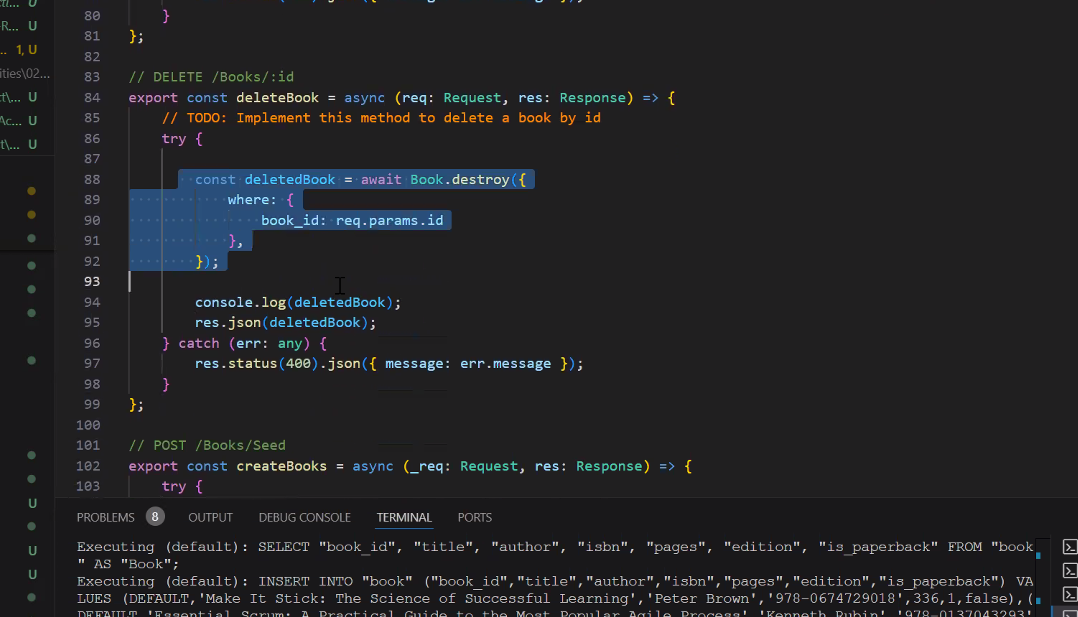 80 }
-R...
81 };
... 1, U
82
ities\02...
83 // DELETE /Books/:id
ct\... U
84 export const deleteBook = async (req: Request, res: Response) => {
Ac... U
85 // TODO: Implement this method to delete a book by id
t\... U
86 try {
87
88 const deletedBook = await Book.destroy({
89 where: {
90 book_id: req.params.id
91 },
92 });
93
94 console.log(deletedBook);
95 res.json(deletedBook);
96 } catch (err: any) {
97 res.status(400).json({ message: err.message });
98 }
99 };
100
101 // POST /Books/Seed
102 export const createBooks = async (_req: Request, res: Response) => {
103 try {
U
PROBLEMS 8 OUTPUT DEBUG CONSOLE TERMINAL PORTS
Executing (default): SELECT "book_id", "title", "author", "isbn", "pages", "edition", "is_paperback" FROM "book
U
" AS "Book";
U
Executing (default): INSERT INTO "book" ("book_id","title","author","isbn","pages","edition","is_paperback") VA
LUES (DEFAULT,'Make It Stick: The Science of Successful Learning','Peter Brown','978-0674729018',336,1,false),(
DEFAULT,'Essential Scrum: A Practical Guide to the Most Popular Agile Process','Kenneth Rubin','978-0137043293'